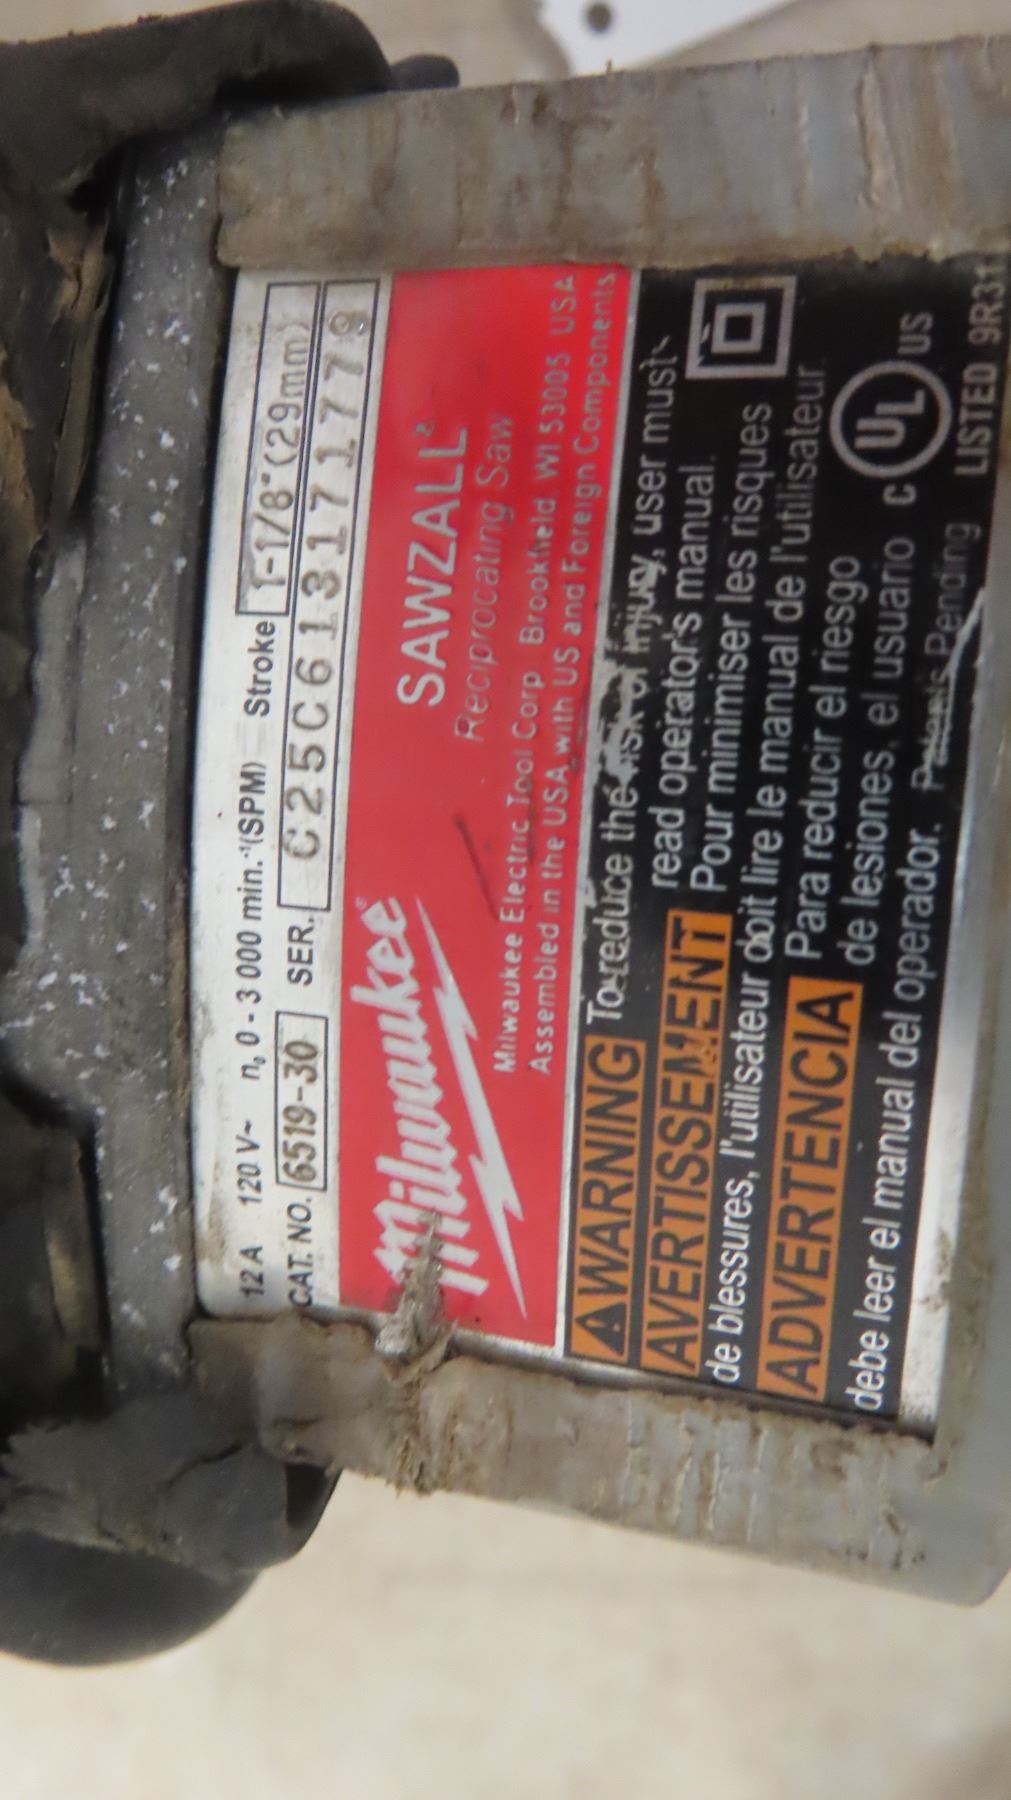 12 A 120 V~ n₀ 0 - 3 000 min.⁻¹(SPM) Stroke 1-1/8"(29mm)
CAT. NO. 6519-30 SER. C25C613171779
Milwaukee®
SAWZALL®
Reciprocating Saw
Milwaukee Electric Tool Corp Brookfield WI 53005 USA
Assembled in the USA with US and Foreign Components
WARNING To reduce the risk of injury, user must
read operator's manual.
AVERTISSEMENT Pour minimiser les risques
de blessures, l'utilisateur doit lire le manual de l'utilisateur.
ADVERTENCIA Para reducir el riesgo
de lesiones, el usuario
debe leer el manual del operador. Patents Pending
C UL US
LISTED 9R31